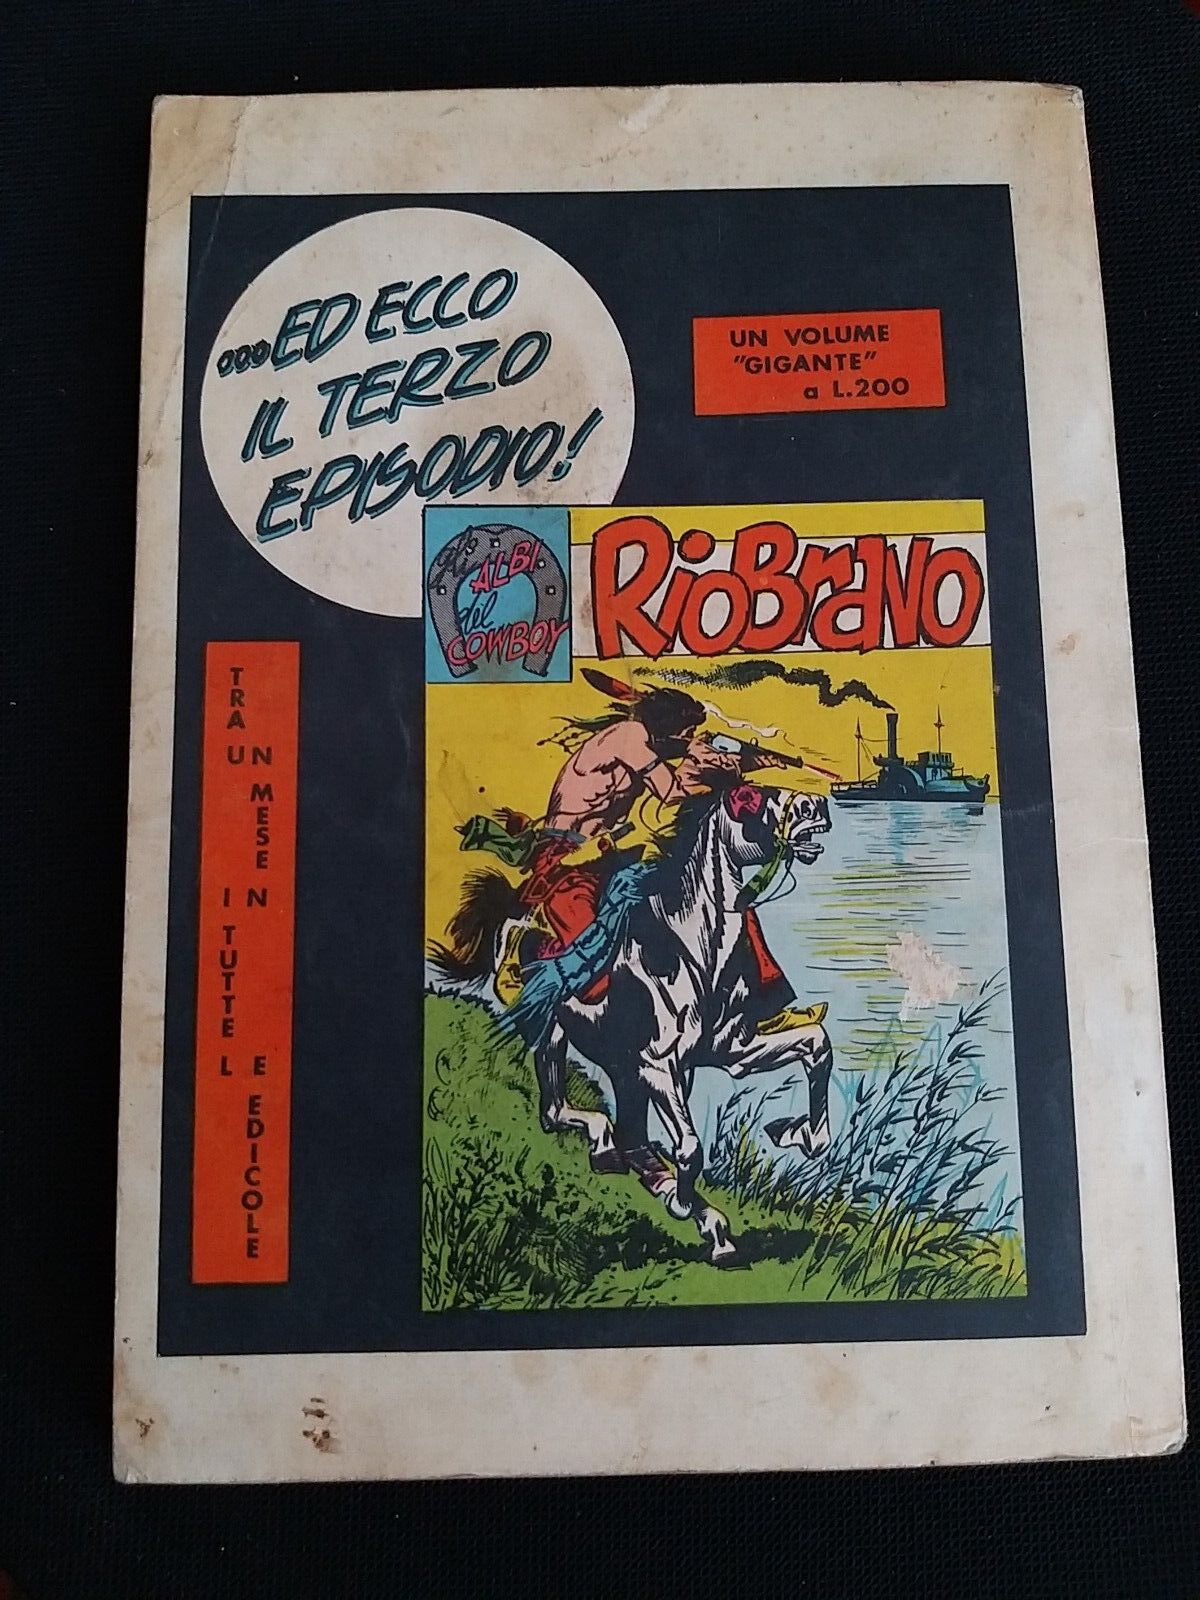 ...ED ECCO
IL TERZO
EPISODIO!
UN VOLUME
"GIGANTE"
a L.200
gli
ALBI
del
COWBOY
RIOBRAVO
TRA UN MESE IN TUTTE LE EDICOLE